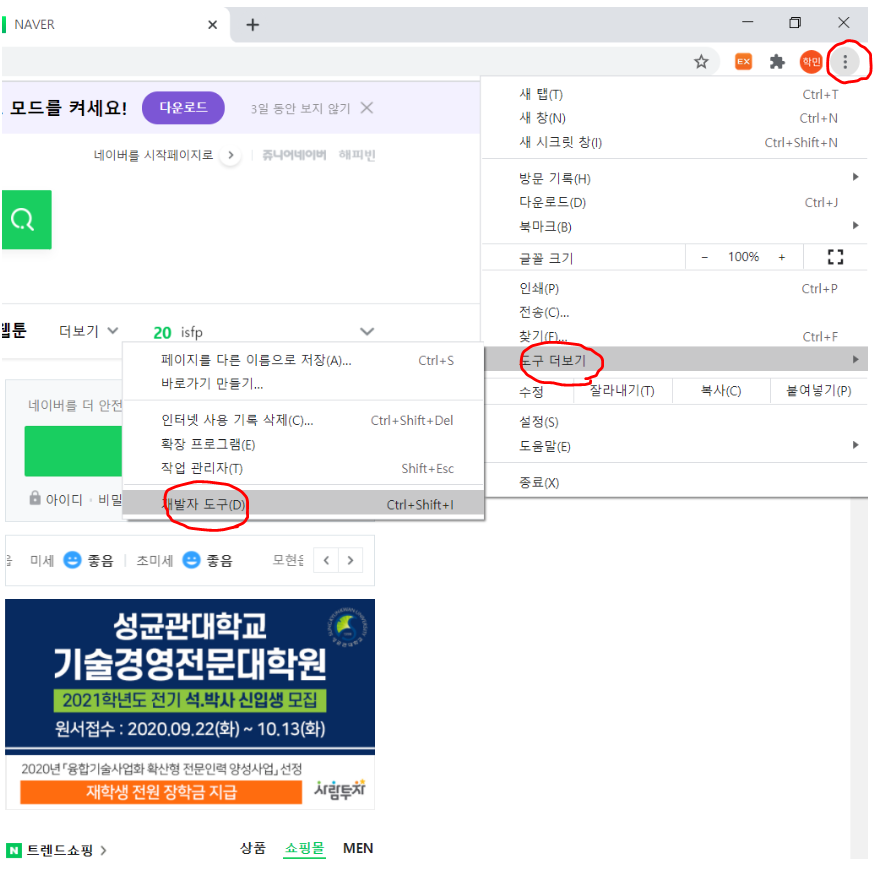 NAVER
EX
학민
모드를 켜세요!
다운로드
3일 동안 보지 않기
네이버를 시작페이지로
쥬니어네이버
해피빈
새 탭(T) Ctrl+T
새 창(N) Ctrl+N
새 시크릿 창(I) Ctrl+Shift+N
방문 기록(H)
다운로드(D) Ctrl+J
북마크(B)
글꼴 크기 - 100% +
인쇄(P) Ctrl+P
전송(C)...
찾기(F)... Ctrl+F
도구 더보기
수정 잘라내기(T) 복사(C) 붙여넣기(P)
설정(S)
도움말(E)
종료(X)
웹툰 더보기 20 isfp
페이지를 다른 이름으로 저장(A)... Ctrl+S
바로가기 만들기...
인터넷 사용 기록 삭제(C)... Ctrl+Shift+Del
확장 프로그램(E)
작업 관리자(T) Shift+Esc
개발자 도구(D) Ctrl+Shift+I
네이버를 더 안전
아이디 · 비밀
미세 좋음 초미세 좋음 모현읍
성균관대학교
기술경영전문대학원
2021학년도 전기 석.박사 신입생 모집
원서접수 : 2020.09.22(화) ~ 10.13(화)
2020년「융합기술사업화 확산형 전문인력 양성사업」선정
재학생 전원 장학금 지급
사람투자
N 트렌드쇼핑
상품 쇼핑몰 MEN